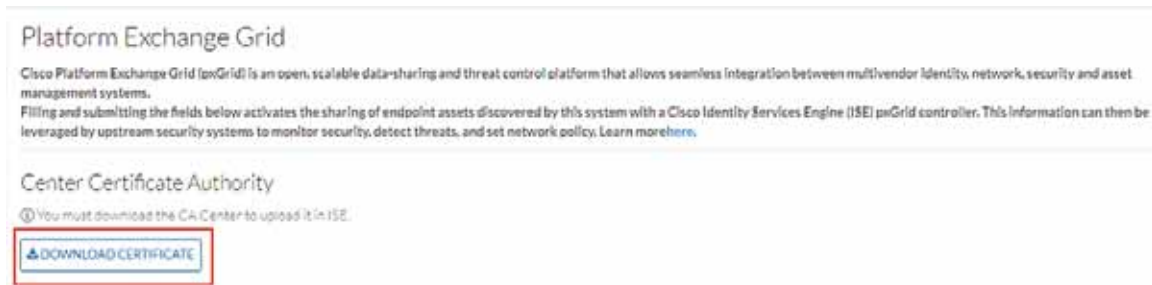 Platform Exchange Grid
Cisco Platform Exchange Grid (pxGrid) is an open, scalable data-sharing and threat control platform that allows seamless integration between multivendor identity, network, security and asset
management systems.
Filling and submitting the fields below activates the sharing of endpoint assets discovered by this system with a Cisco Identity Services Engine (ISE) pxGrid controller. This information can then be
leveraged by upstream security systems to monitor security, detect threats, and set network policy. Learn morehere.
Center Certificate Authority
You must download the CA Center to upload it in ISE.
DOWNLOAD CERTIFICATE